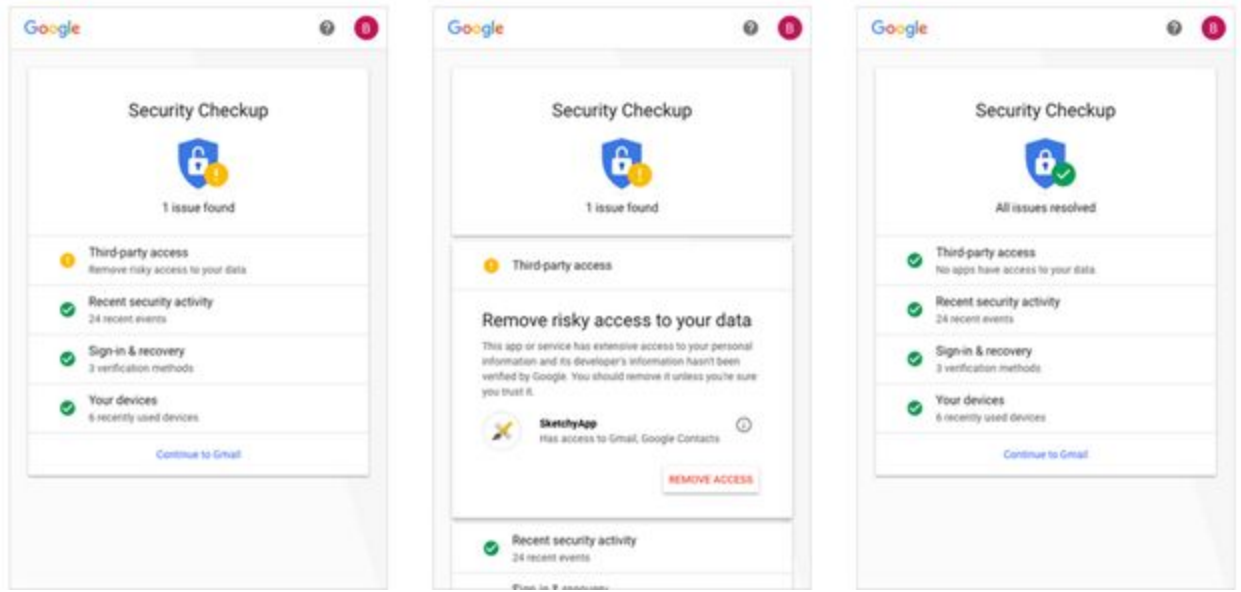 Google
B
Security Checkup
1 issue found
Third-party access
Remove risky access to your data
Recent security activity
24 recent events
Sign-in & recovery
3 verification methods
Your devices
6 recently used devices
Continue to Gmail
Google
B
Security Checkup
1 issue found
Third-party access
Remove risky access to your data
This app or service has extensive access to your personal
information and its developer's information hasn't been
verified by Google. You should remove it unless you're sure
you trust it.
SketchyApp
Has access to Gmail, Google Contacts
REMOVE ACCESS
Recent security activity
24 recent events
Sign-in & recovery
Google
B
Security Checkup
All issues resolved
Third-party access
No apps have access to your data
Recent security activity
24 recent events
Sign-in & recovery
3 verification methods
Your devices
6 recently used devices
Continue to Gmail